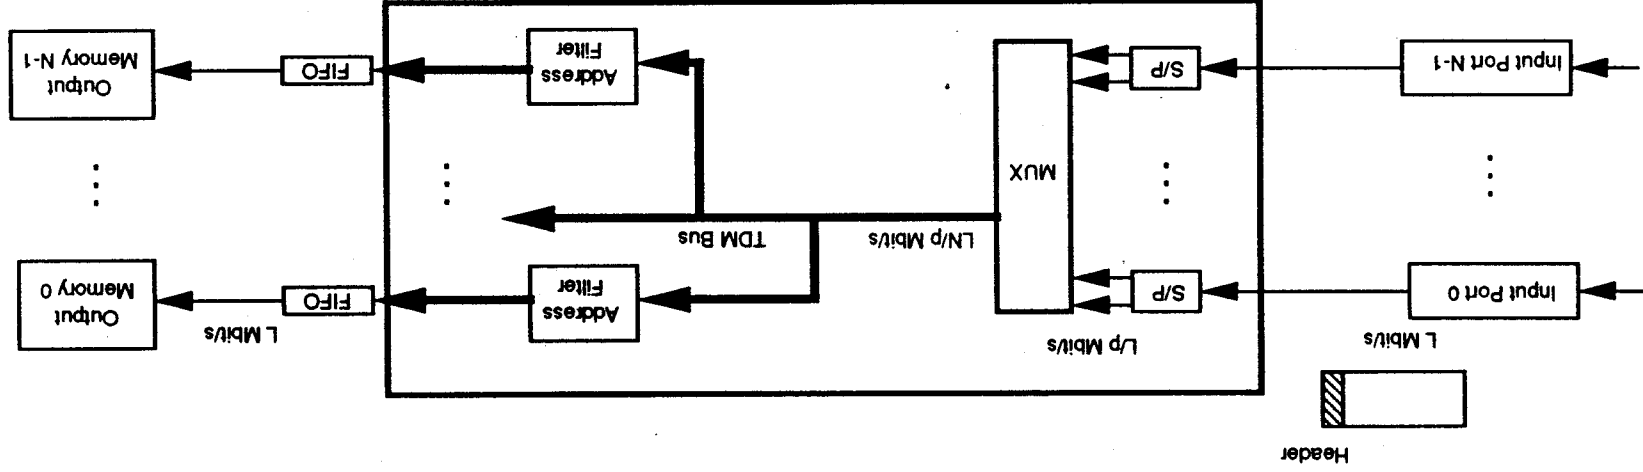 Header
L Mbit/s
L/p Mbit/s
L Mbit/s
Input Port 0
S/P
Address
Filter
FIFO
Output
Memory 0
LN/p Mbit/s
TDM Bus
MUX
Input Port N-1
S/P
Address
Filter
FIFO
Output
Memory N-1